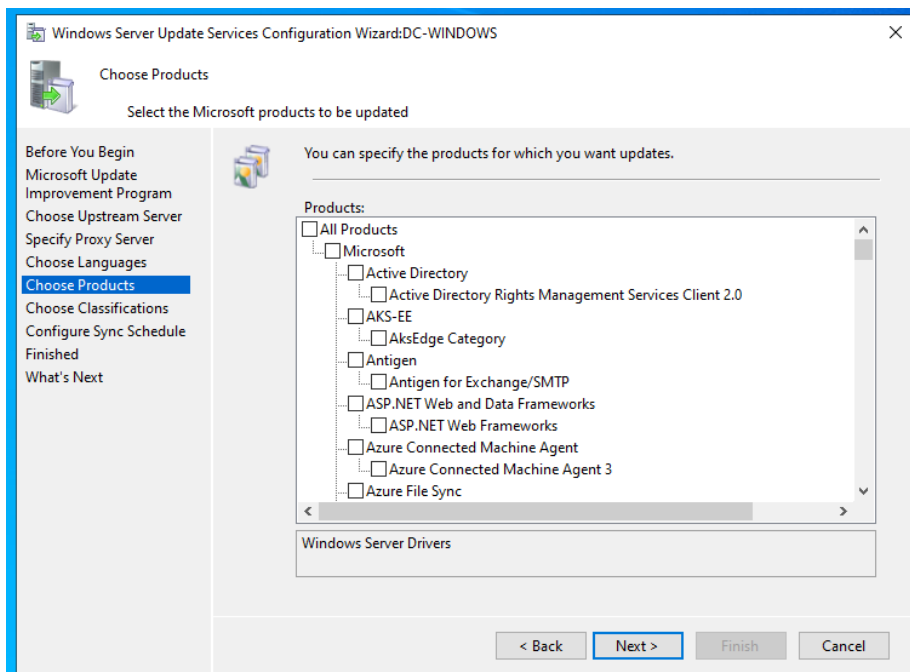 Windows Server Update Services Configuration Wizard:DC-WINDOWS
Choose Products
Select the Microsoft products to be updated
Before You Begin
Microsoft Update
Improvement Program
Choose Upstream Server
Specify Proxy Server
Choose Languages
Choose Products
Choose Classifications
Configure Sync Schedule
Finished
What's Next
You can specify the products for which you want updates.
Products:
All Products
Microsoft
Active Directory
Active Directory Rights Management Services Client 2.0
AKS-EE
AksEdge Category
Antigen
Antigen for Exchange/SMTP
ASP.NET Web and Data Frameworks
ASP.NET Web Frameworks
Azure Connected Machine Agent
Azure Connected Machine Agent 3
Azure File Sync
Windows Server Drivers
< Back
Next >
Finish
Cancel